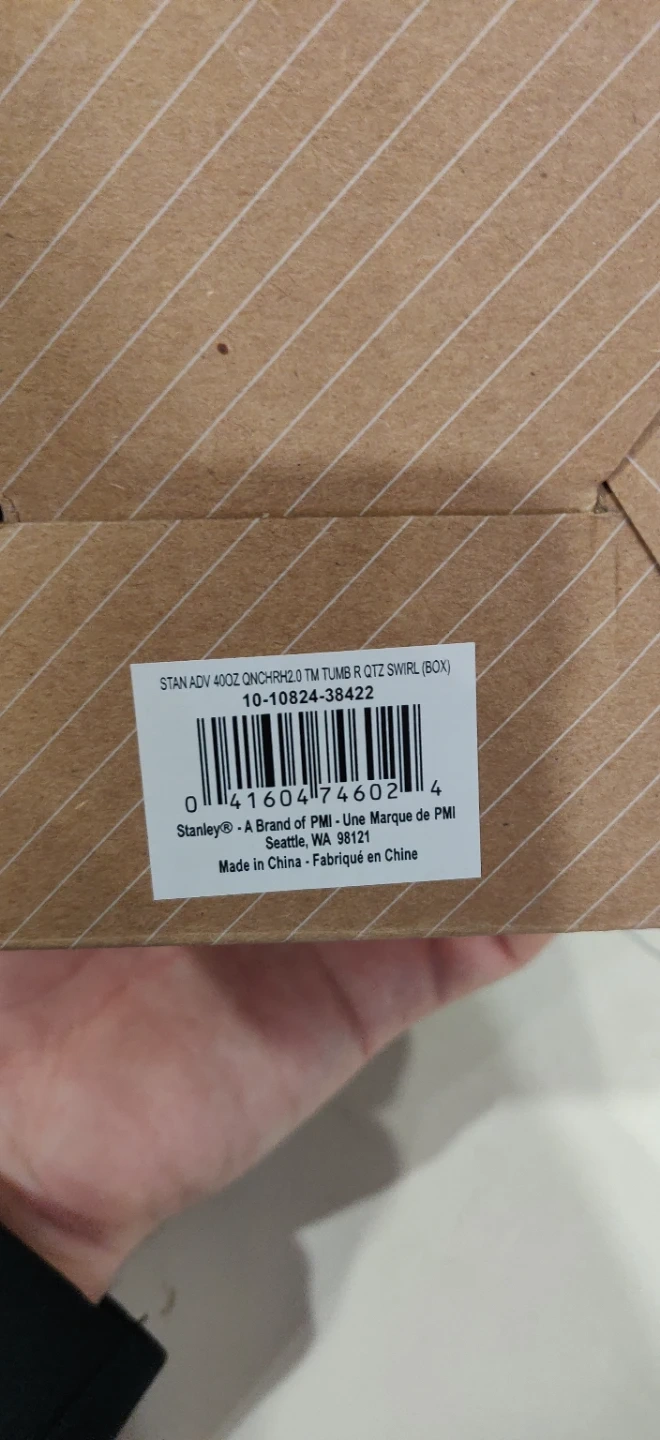 STAN ADV 40OZ QNCHRH2.0 TM TUMB R QTZ SWIRL (BOX)
10-10824-38422
0 41604 74602 4
Stanley® - A Brand of PMI - Une Marque de PMI
Seattle, WA 98121
Made in China - Fabriqué en Chine